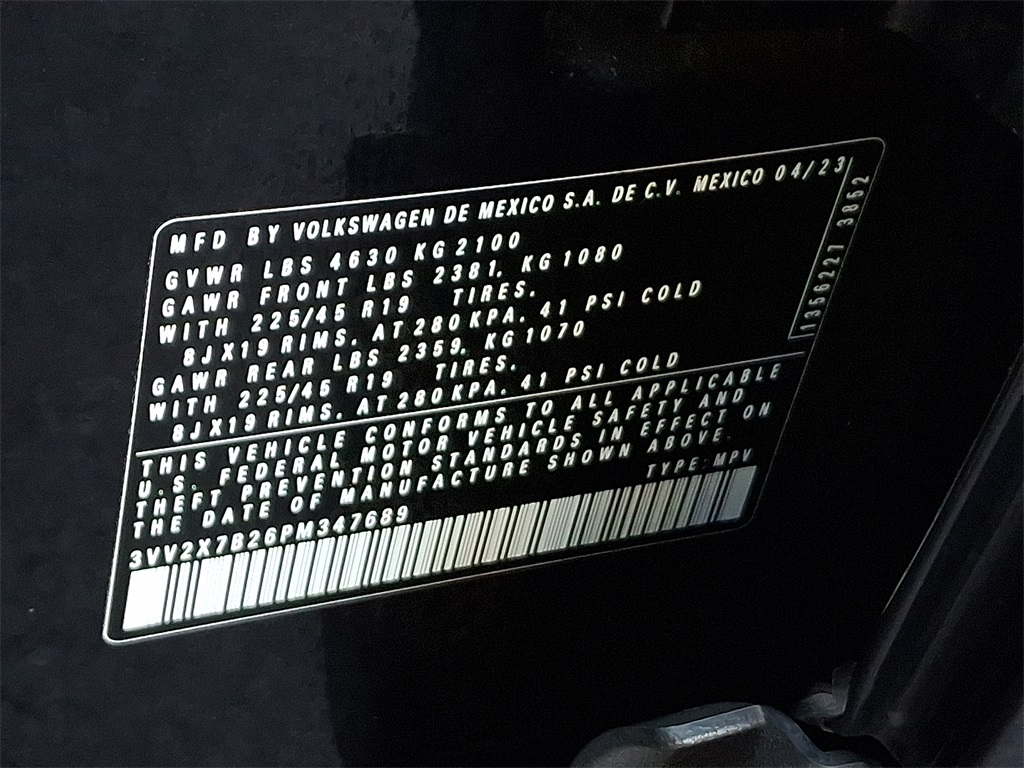 MFD BY VOLKSWAGEN DE MEXICO S.A. DE C.V. MEXICO 04/23
GVWR LBS 4630 KG 2100
GAWR FRONT LBS 2381, KG 1080
WITH 225/45 R19 TIRES,
8JX19 RIMS, AT 280 KPA, 41 PSI COLD
GAWR REAR LBS 2359, KG 1070
WITH 225/45 R19 TIRES,
8JX19 RIMS, AT 280 KPA, 41 PSI COLD
THIS VEHICLE CONFORMS TO ALL APPLICABLE
U.S. FEDERAL MOTOR VEHICLE SAFETY AND
THEFT PREVENTION STANDARDS IN EFFECT ON
THE DATE OF MANUFACTURE SHOWN ABOVE.
3VV2X7B26PM347689 TYPE: MPV
1356227 3862